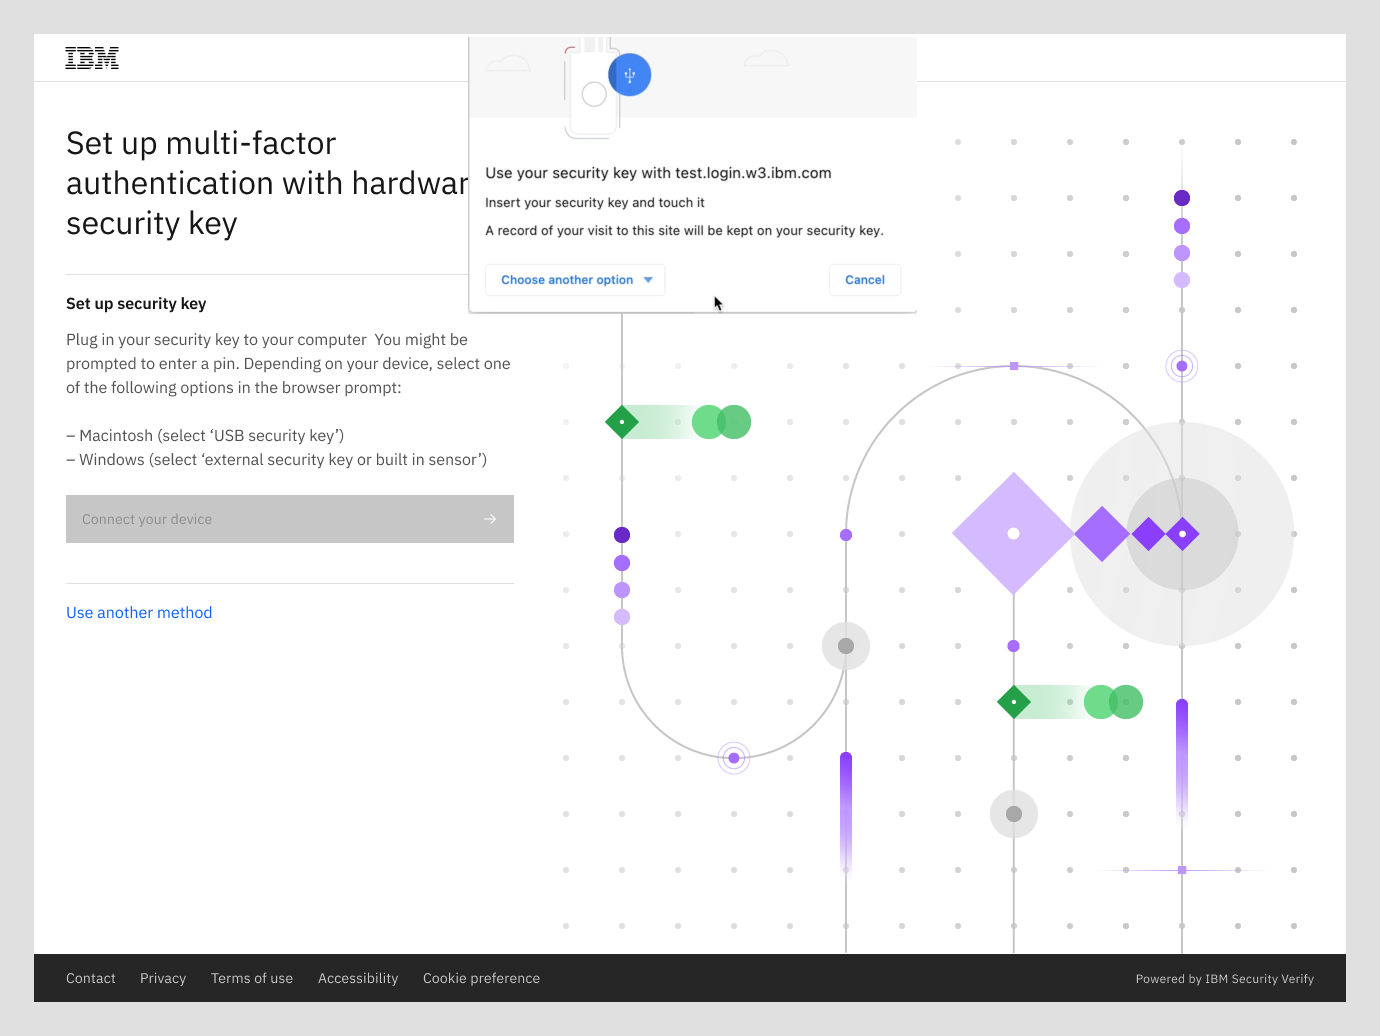 IBM
Set up multi-factor
authentication with hardwar
security key
Use your security key with test.login.w3.ibm.com
Insert your security key and touch it
A record of your visit to this site will be kept on your security key.
Choose another option
Cancel
Set up security key
Plug in your security key to your computer  You might be
prompted to enter a pin. Depending on your device, select one
of the following options in the browser prompt:
– Macintosh (select ‘USB security key’)
– Windows (select ‘external security key or built in sensor’)
Connect your device
Use another method
Contact Privacy Terms of use Accessibility Cookie preference
Powered by IBM Security Verify